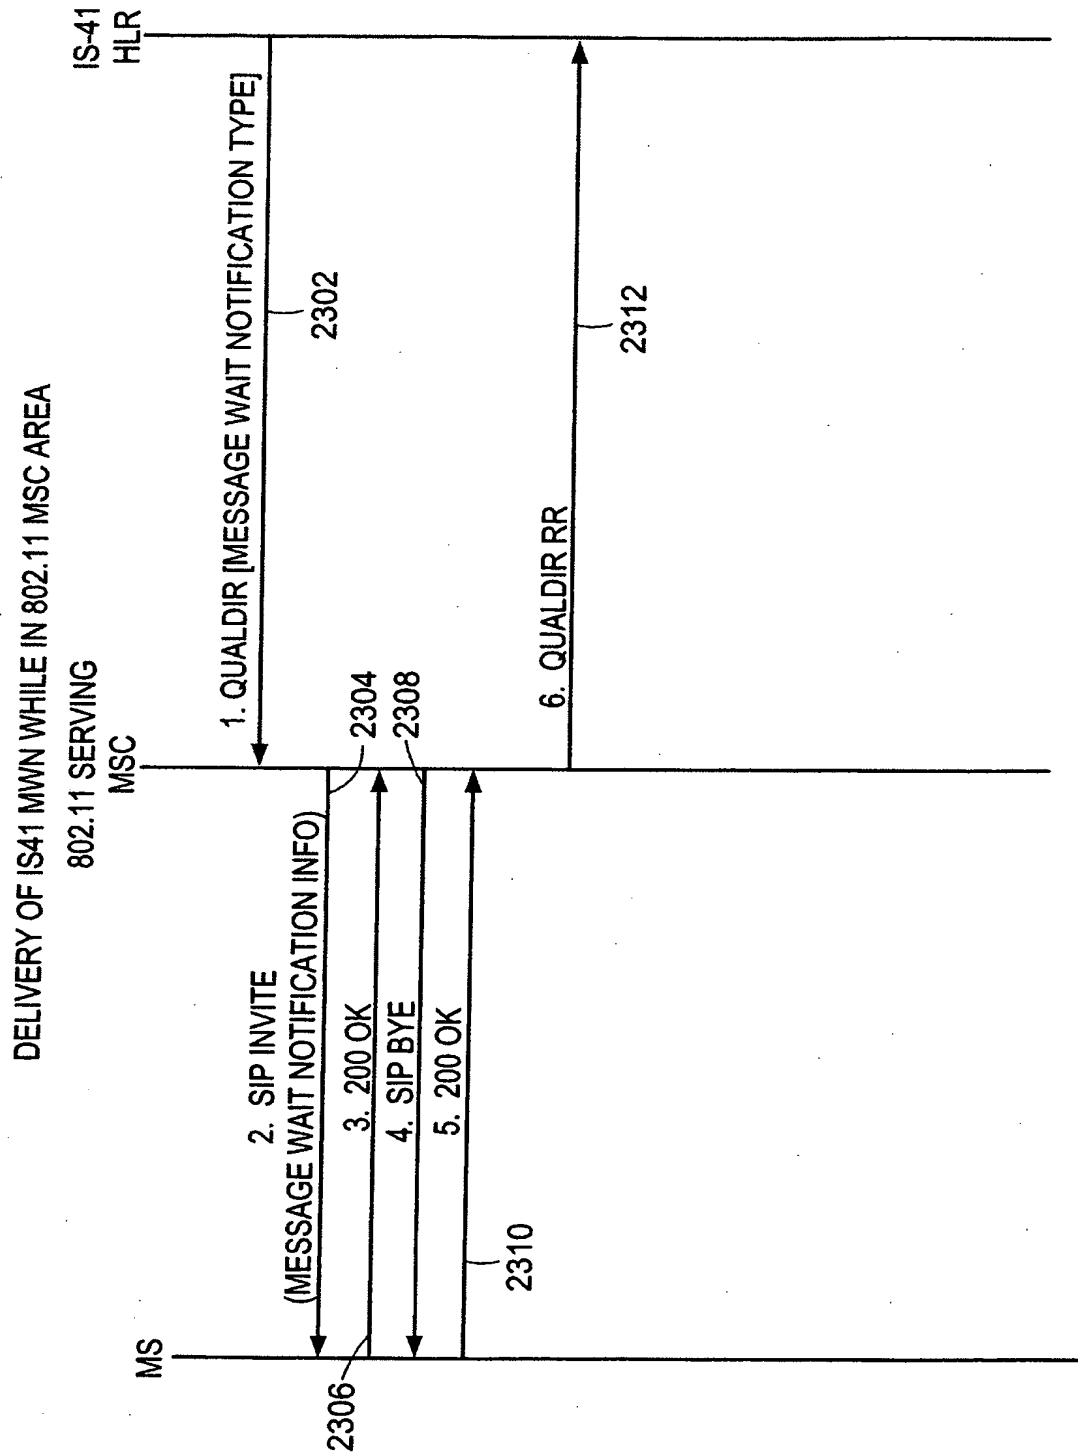 DELIVERY OF IS41 MWN WHILE IN 802.11 MSC AREA
MS
802.11 SERVING
MSC
IS-41
HLR
1. QUALDIR [MESSAGE WAIT NOTIFICATION TYPE]
2302
2. SIP INVITE
(MESSAGE WAIT NOTIFICATION INFO)
2304
3. 200 OK
2306
4. SIP BYE
2308
5. 200 OK
2310
6. QUALDIR RR
2312